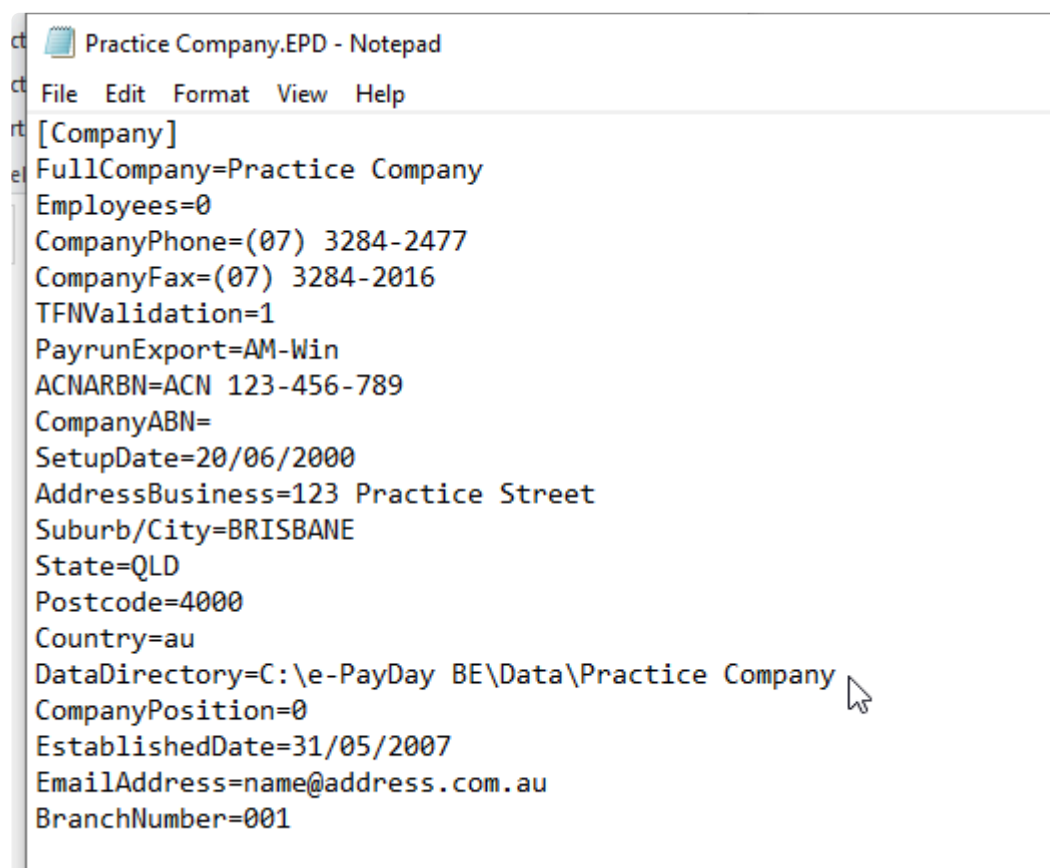 Practice Company.EPD - Notepad
File Edit Format View Help
[Company]
FullCompany=Practice Company
Employees=0
CompanyPhone=(07) 3284-2477
CompanyFax=(07) 3284-2016
TFNValidation=1
PayrunExport=AM-Win
ACNARBN=ACN 123-456-789
CompanyABN=
SetupDate=20/06/2000
AddressBusiness=123 Practice Street
Suburb/City=BRISBANE
State=QLD
Postcode=4000
Country=au
DataDirectory=C:\e-PayDay BE\Data\Practice Company
CompanyPosition=0
EstablishedDate=31/05/2007
EmailAddress=name@address.com.au
BranchNumber=001